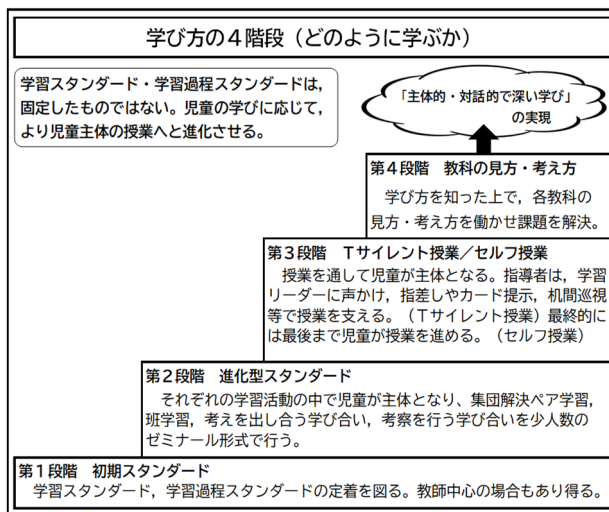 学び方の４階段（どのように学ぶか）
学習スタンダード・学習過程スタンダードは，
固定したものではない。児童の学びに応じて，
より児童主体の授業へと進化させる。
「主体的・対話的で深い学び」
の実現
第４段階　教科の見方・考え方
学び方を知った上で，各教科の
見方・考え方を働かせ課題を解決。
第３段階　Ｔサイレント授業／セルフ授業
授業を通して児童が主体となる。指導者は，学習
リーダーに声かけ，指差しやカード提示，机間巡視
等で授業を支える。（Ｔサイレント授業）最終的に
は最後まで児童が授業を進める。（セルフ授業）
第２段階　進化型スタンダード
それぞれの学習活動の中で児童が主体となり、集団解決ペア学習，
班学習，考えを出し合う学び合い，考察を行う学び合いを少人数の
ゼミナール形式で行う。
第１段階　初期スタンダード
学習スタンダード，学習過程スタンダードの定着を図る。教師中心の場合もあり得る。